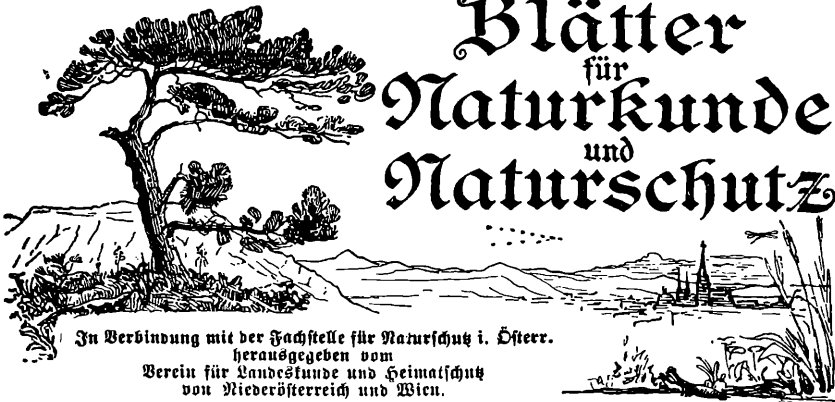 Blätter
für
Naturkunde
und
Naturschutz
In Verbindung mit der Fachstelle für Naturschutz i. Österr.
herausgegeben vom
Verein für Landeskunde und Heimatschutz
von Niederösterreich und Wien.